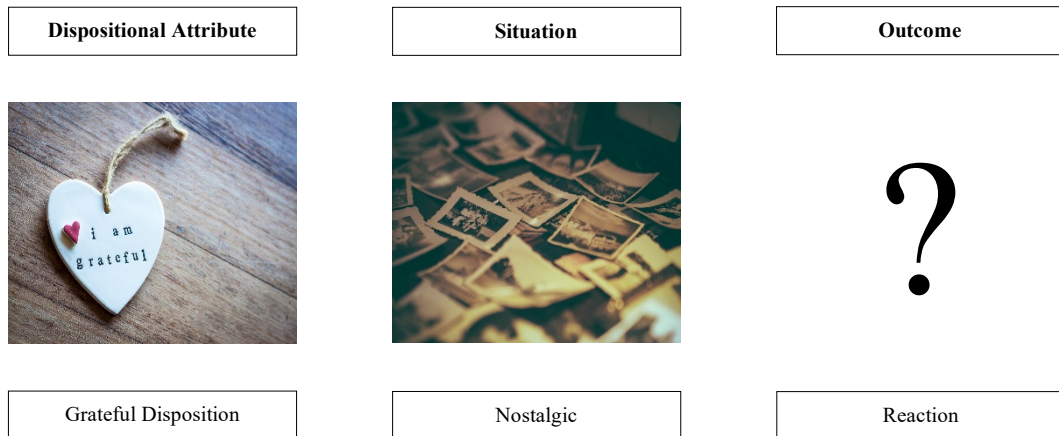 Dispositional Attribute
Situation
Outcome
i am
grateful
?
Grateful Disposition
Nostalgic
Reaction